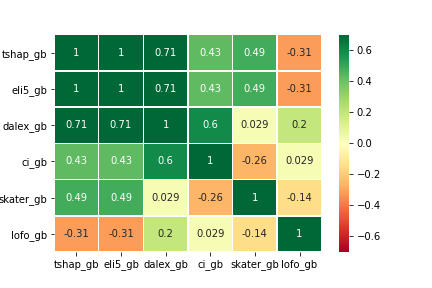 tshap_gb 1 1 0.71 0.43 0.49 -0.31
eli5_gb 1 1 0.71 0.43 0.49 -0.31
dalex_gb 0.71 0.71 1 0.6 0.029 0.2
ci_gb 0.43 0.43 0.6 1 -0.26 0.029
skater_gb 0.49 0.49 0.029 -0.26 1 -0.14
lofo_gb -0.31 -0.31 0.2 0.029 -0.14 1
tshap_gb eli5_gb dalex_gb ci_gb skater_gb lofo_gb
0.6
0.4
0.2
0.0
−0.2
−0.4
−0.6